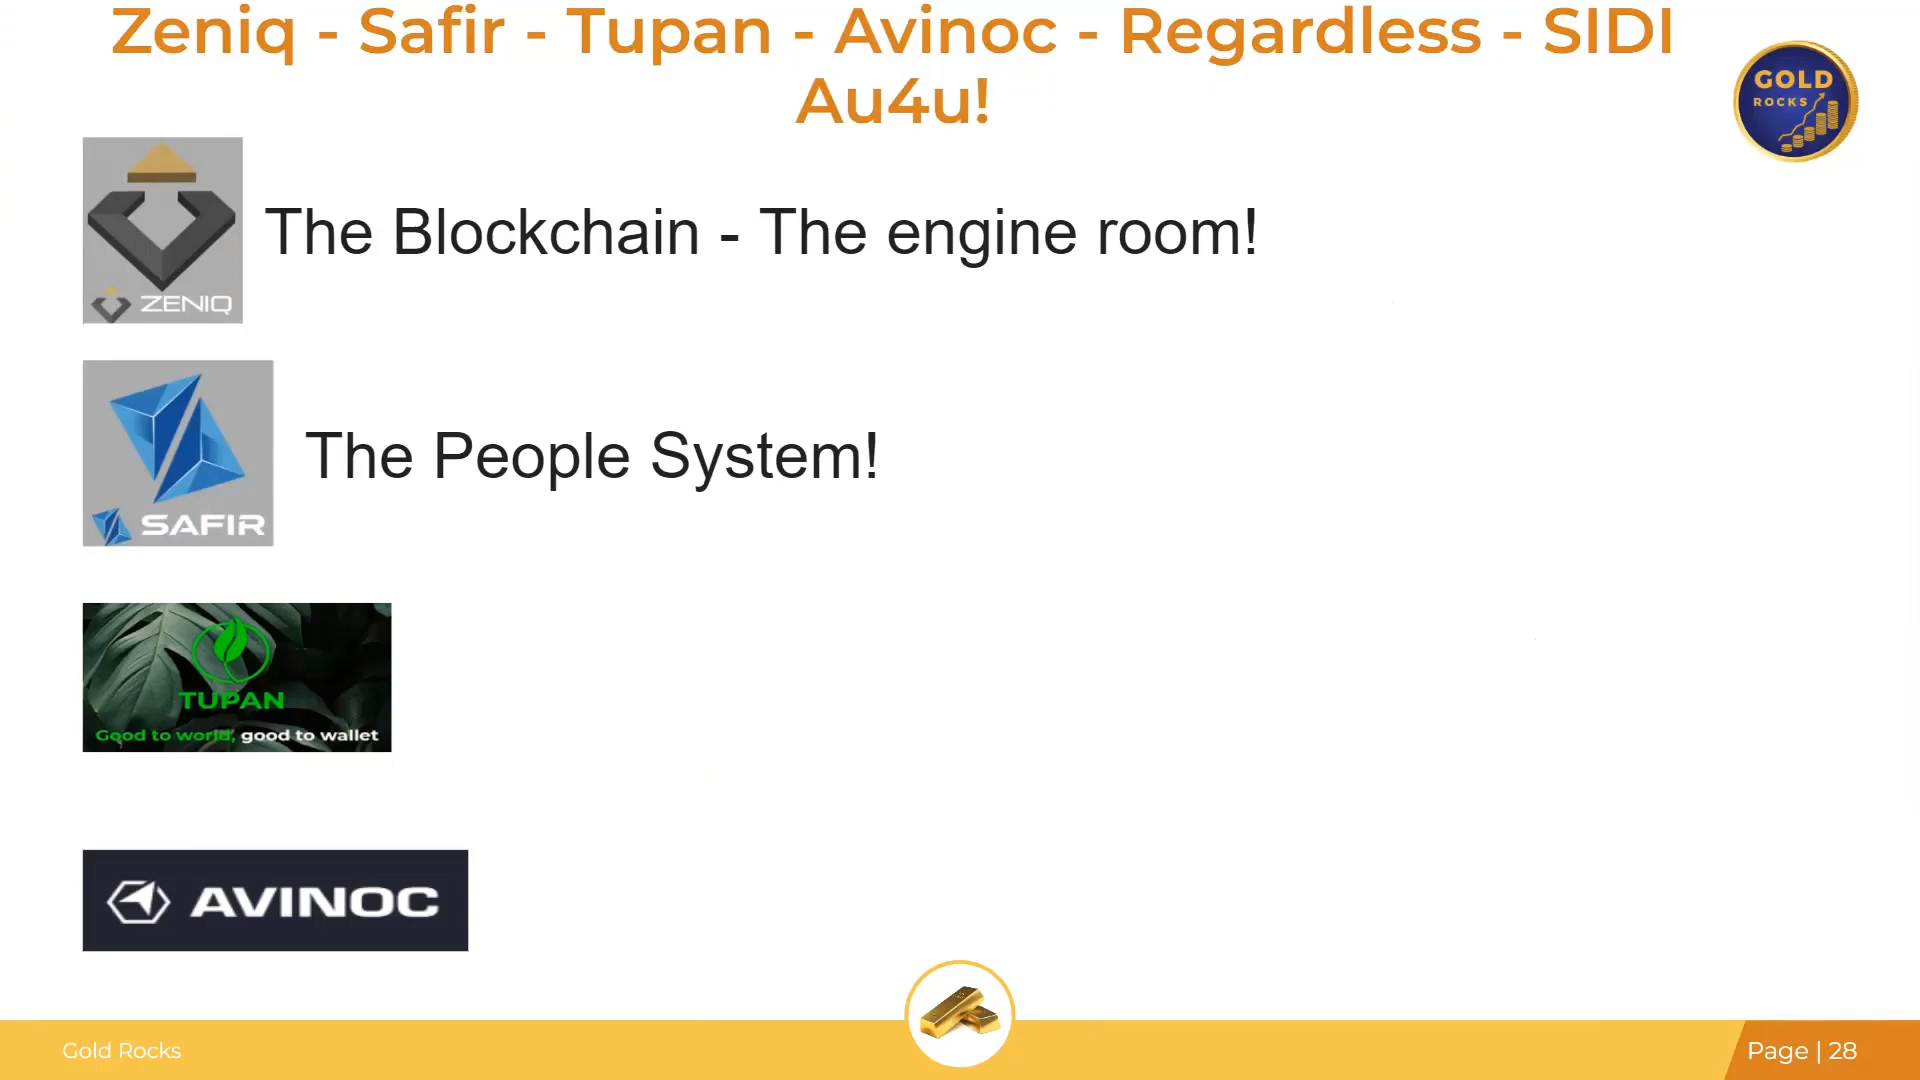 Zeniq - Safir - Tupan - Avinoc - Regardless - SIDI
Au4u!
GOLD
ROCKS
The Blockchain - The engine room!
ZENIQ
The People System!
SAFIR
TUPAN
Good to world, good to wallet
AVINOC
Gold Rocks
Page | 28